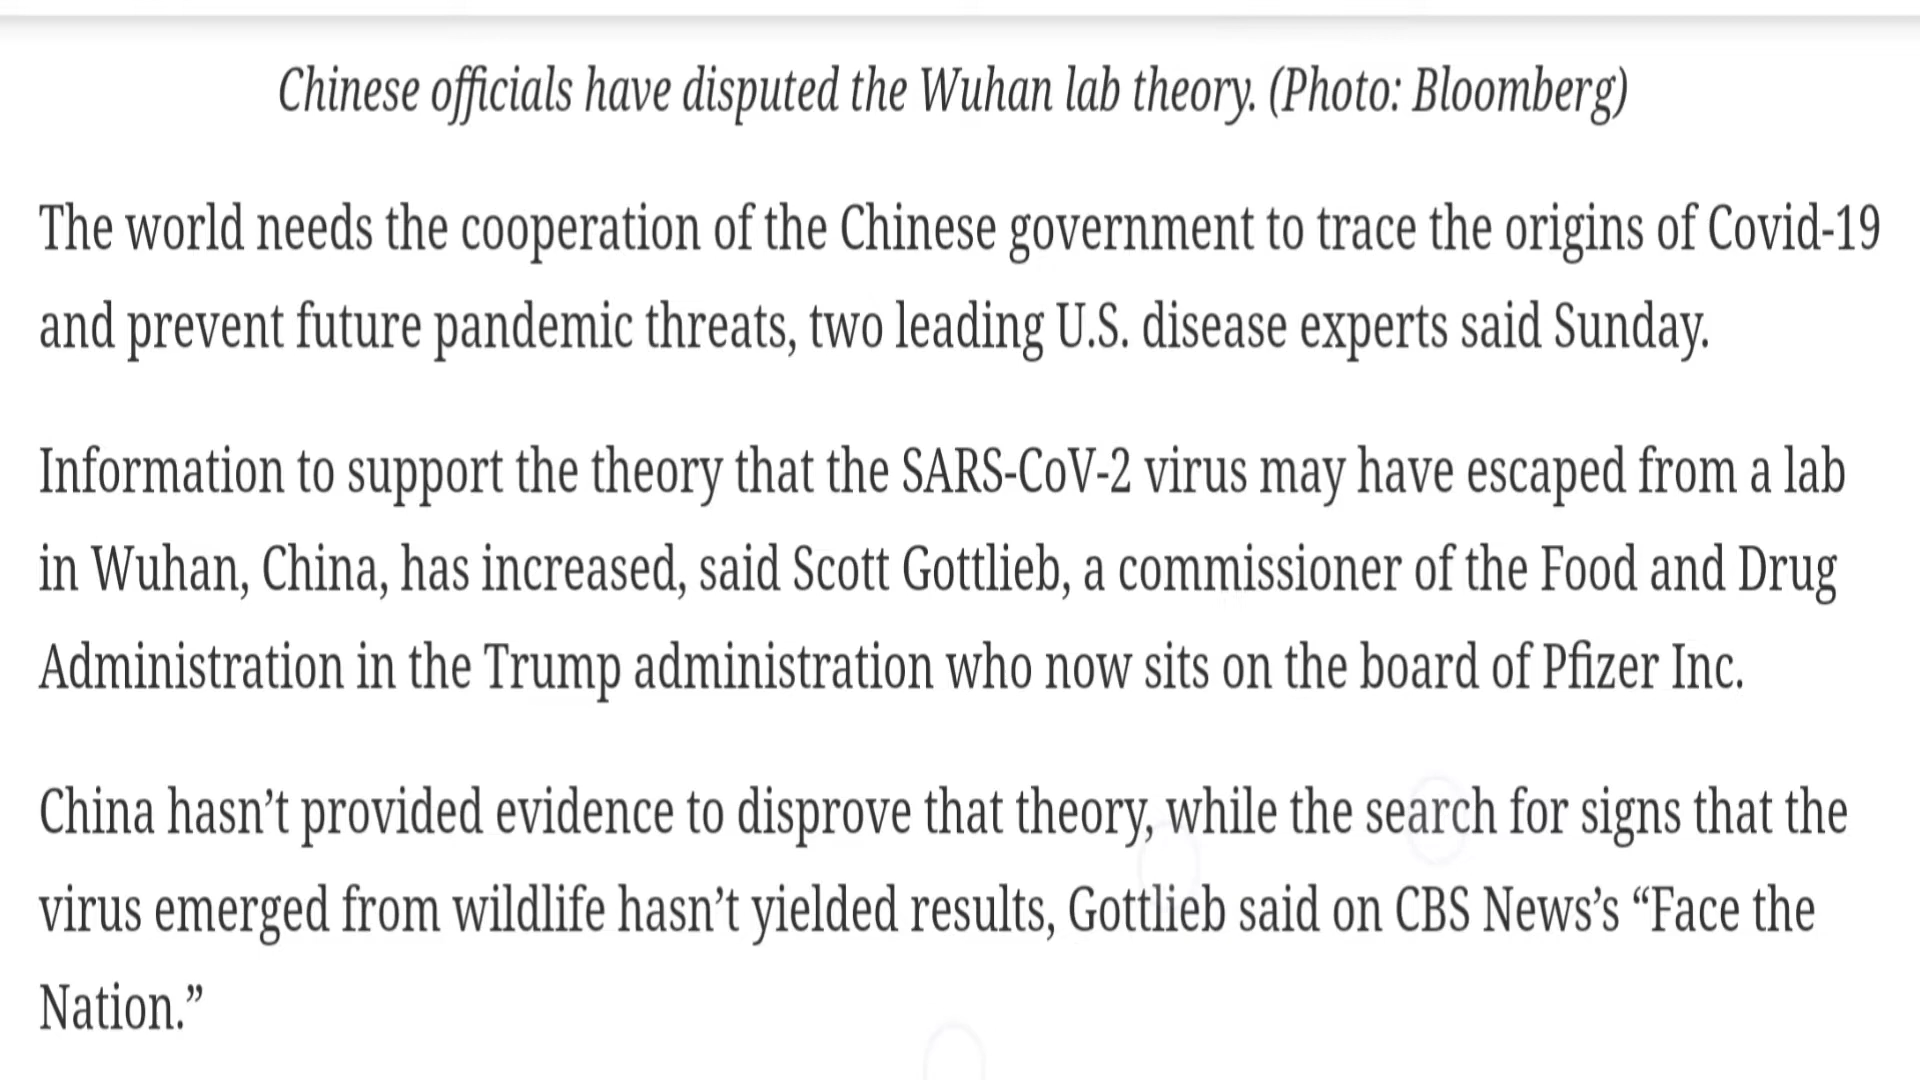 Chinese officials have disputed the Wuhan lab theory. (Photo: Bloomberg)
The world needs the cooperation of the Chinese government to trace the origins of Covid-19
and prevent future pandemic threats, two leading U.S. disease experts said Sunday.
Information to support the theory that the SARS-CoV-2 virus may have escaped from a lab
in Wuhan, China, has increased, said Scott Gottlieb, a commissioner of the Food and Drug
Administration in the Trump administration who now sits on the board of Pfizer Inc.
China hasn’t provided evidence to disprove that theory, while the search for signs that the
virus emerged from wildlife hasn’t yielded results, Gottlieb said on CBS News’s “Face the
Nation.”